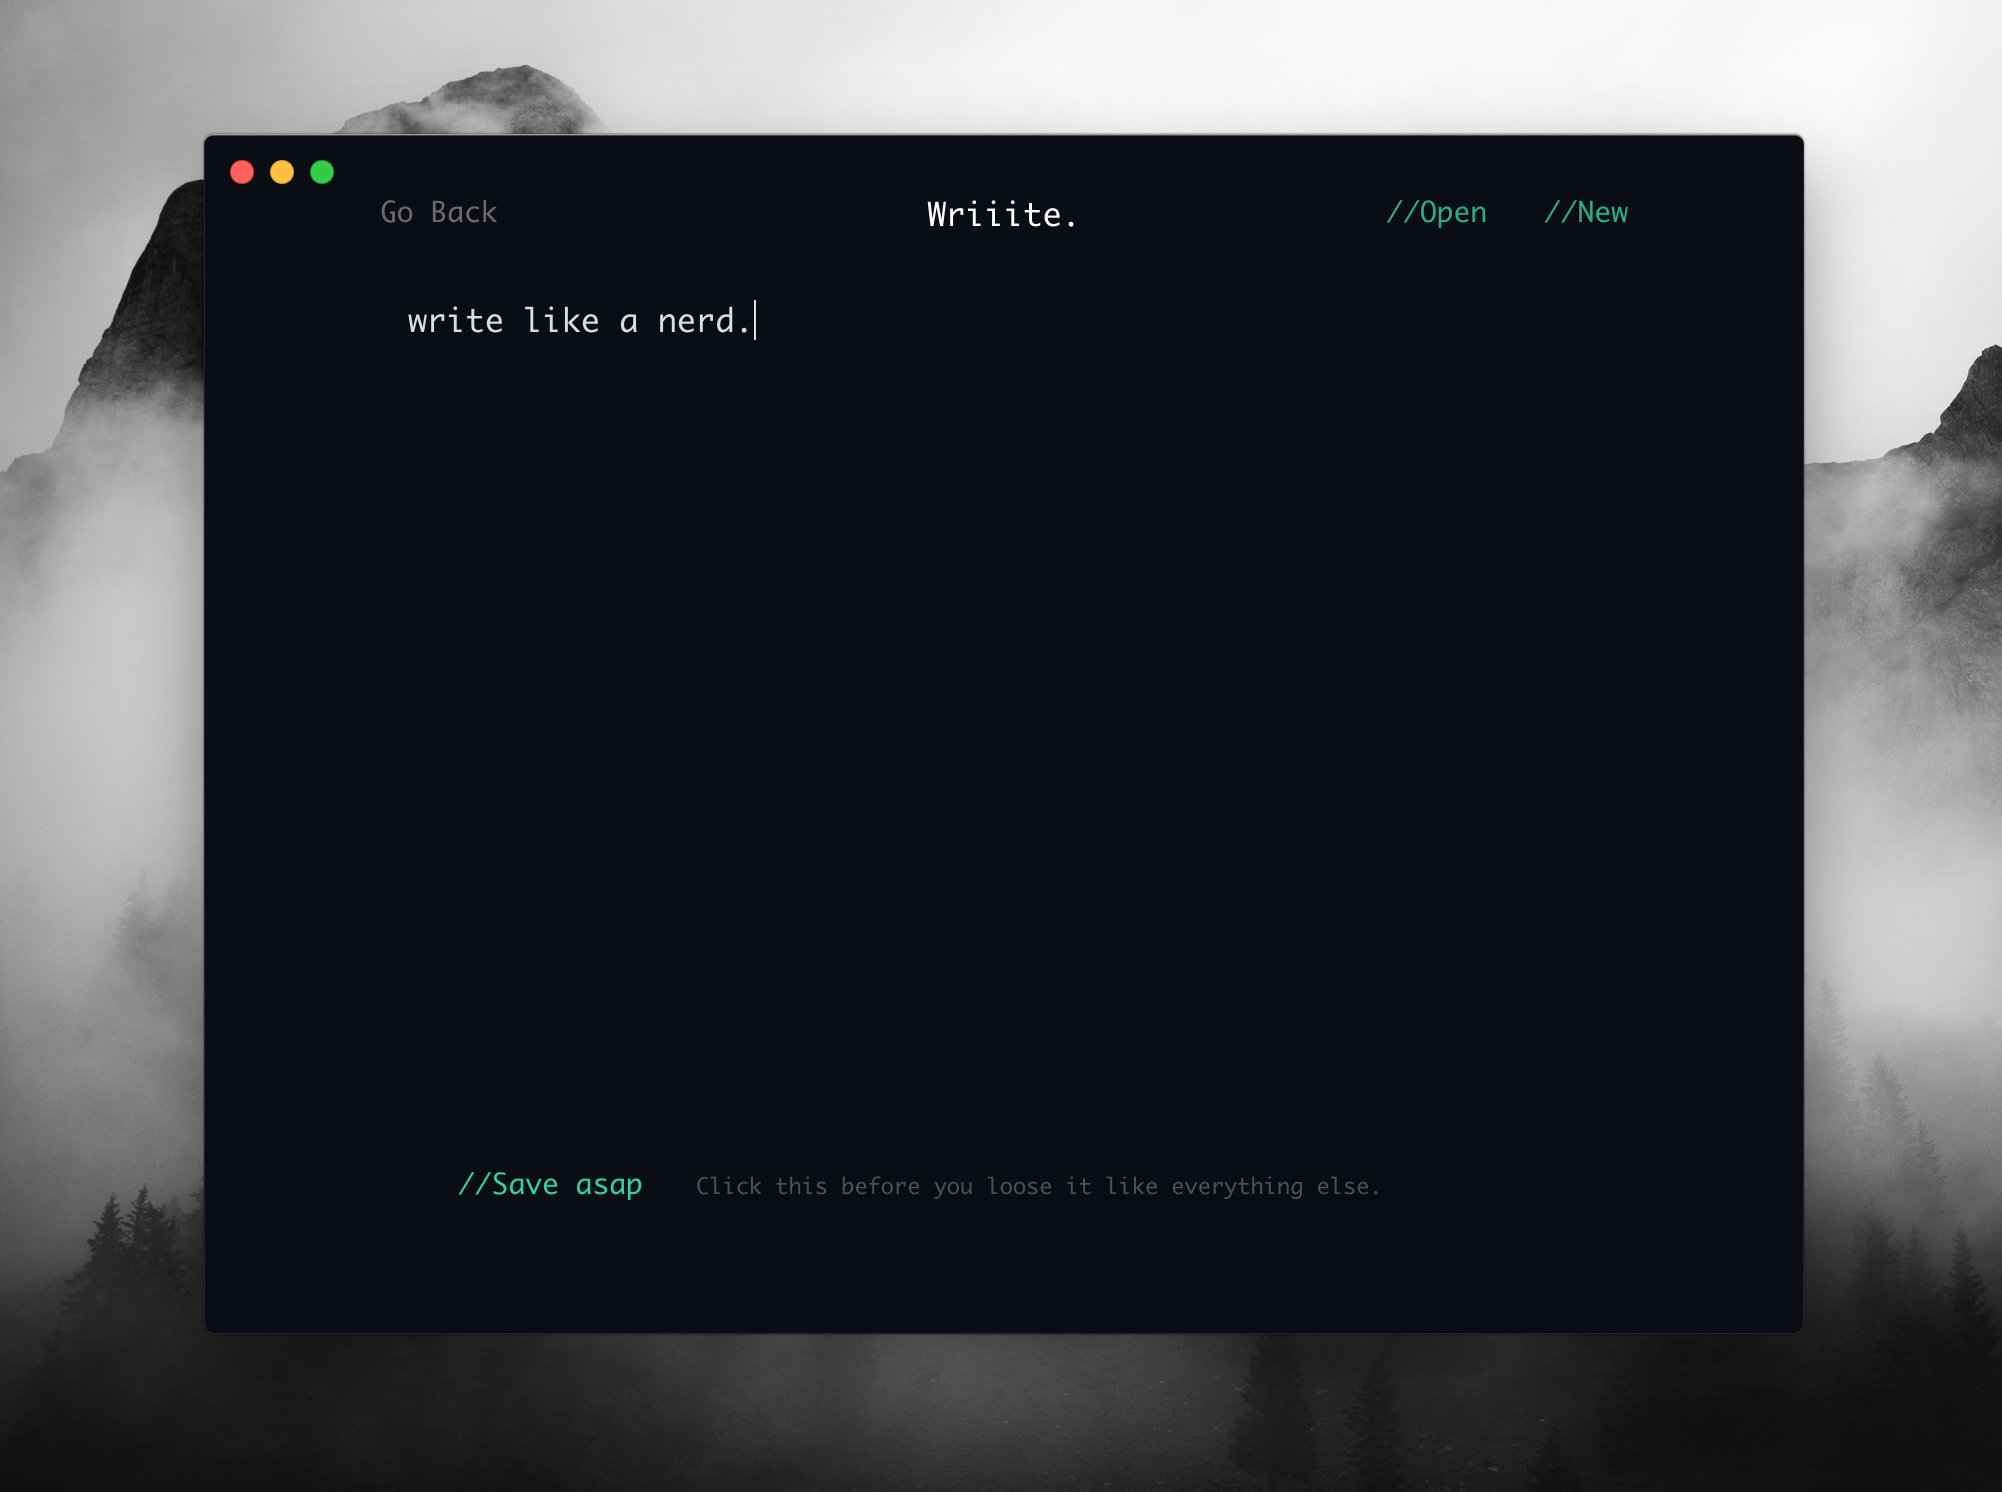 Go Back
Wriiite.
//Open
//New
write like a nerd.
//Save asap
Click this before you loose it like everything else.